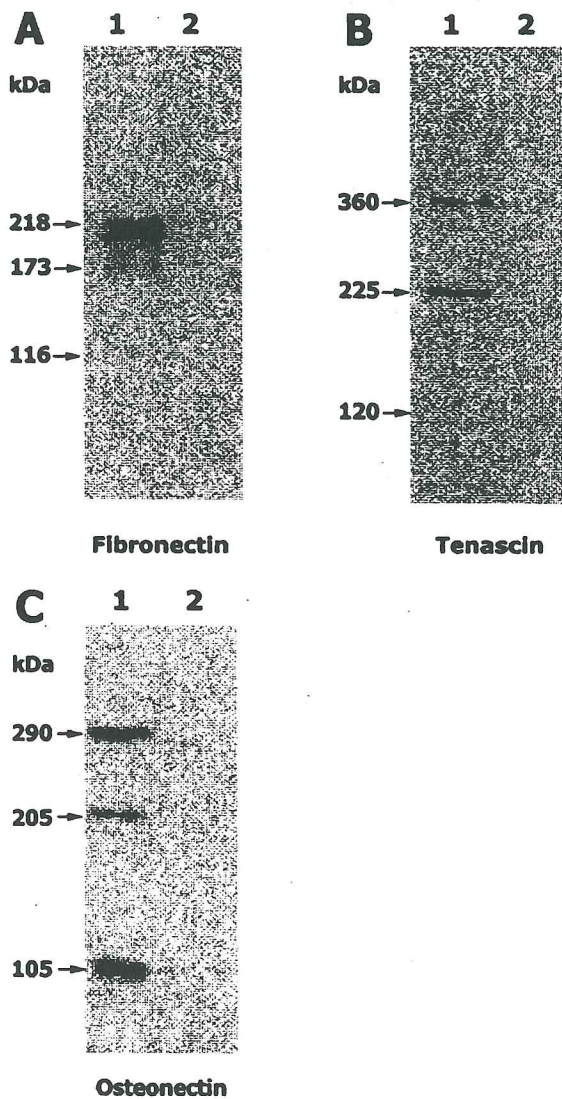 A 1 2
kDa
218
173
116
Fibronectin
B 1 2
kDa
360
225
120
Tenascin
C 1 2
kDa
290
205
105
Osteonectin